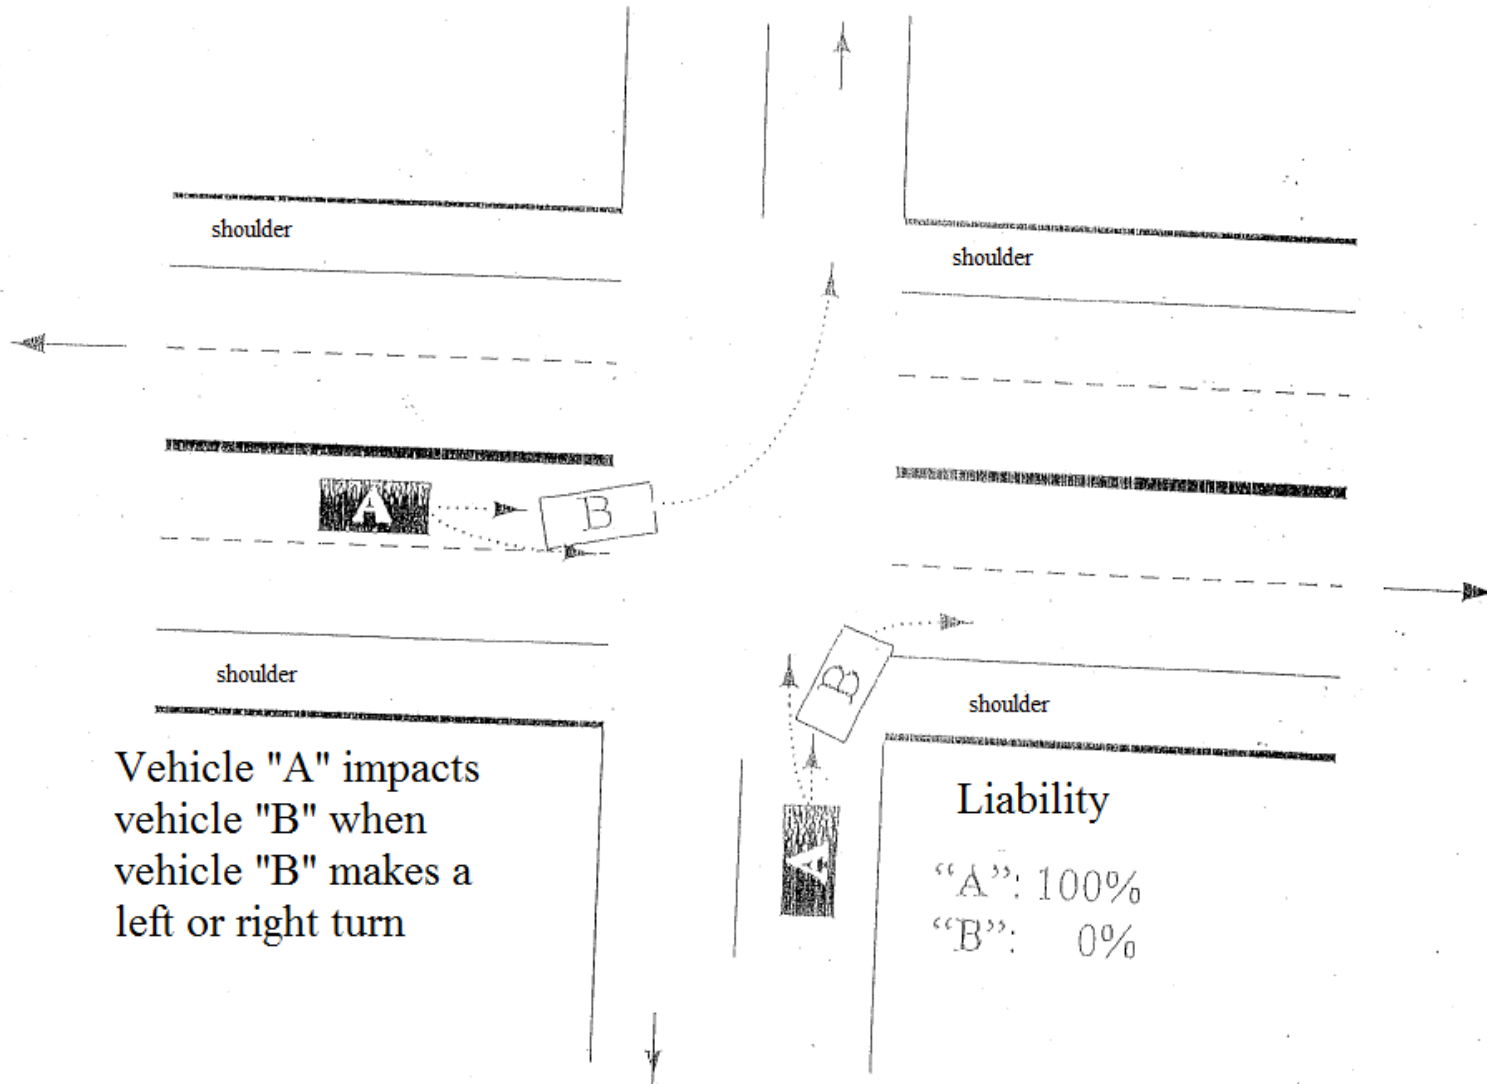 shoulder
shoulder
A
B
B
shoulder
shoulder
A
Vehicle "A" impacts
vehicle "B" when
vehicle "B" makes a
left or right turn
Liability
“A”: 100%
“B”: 0%